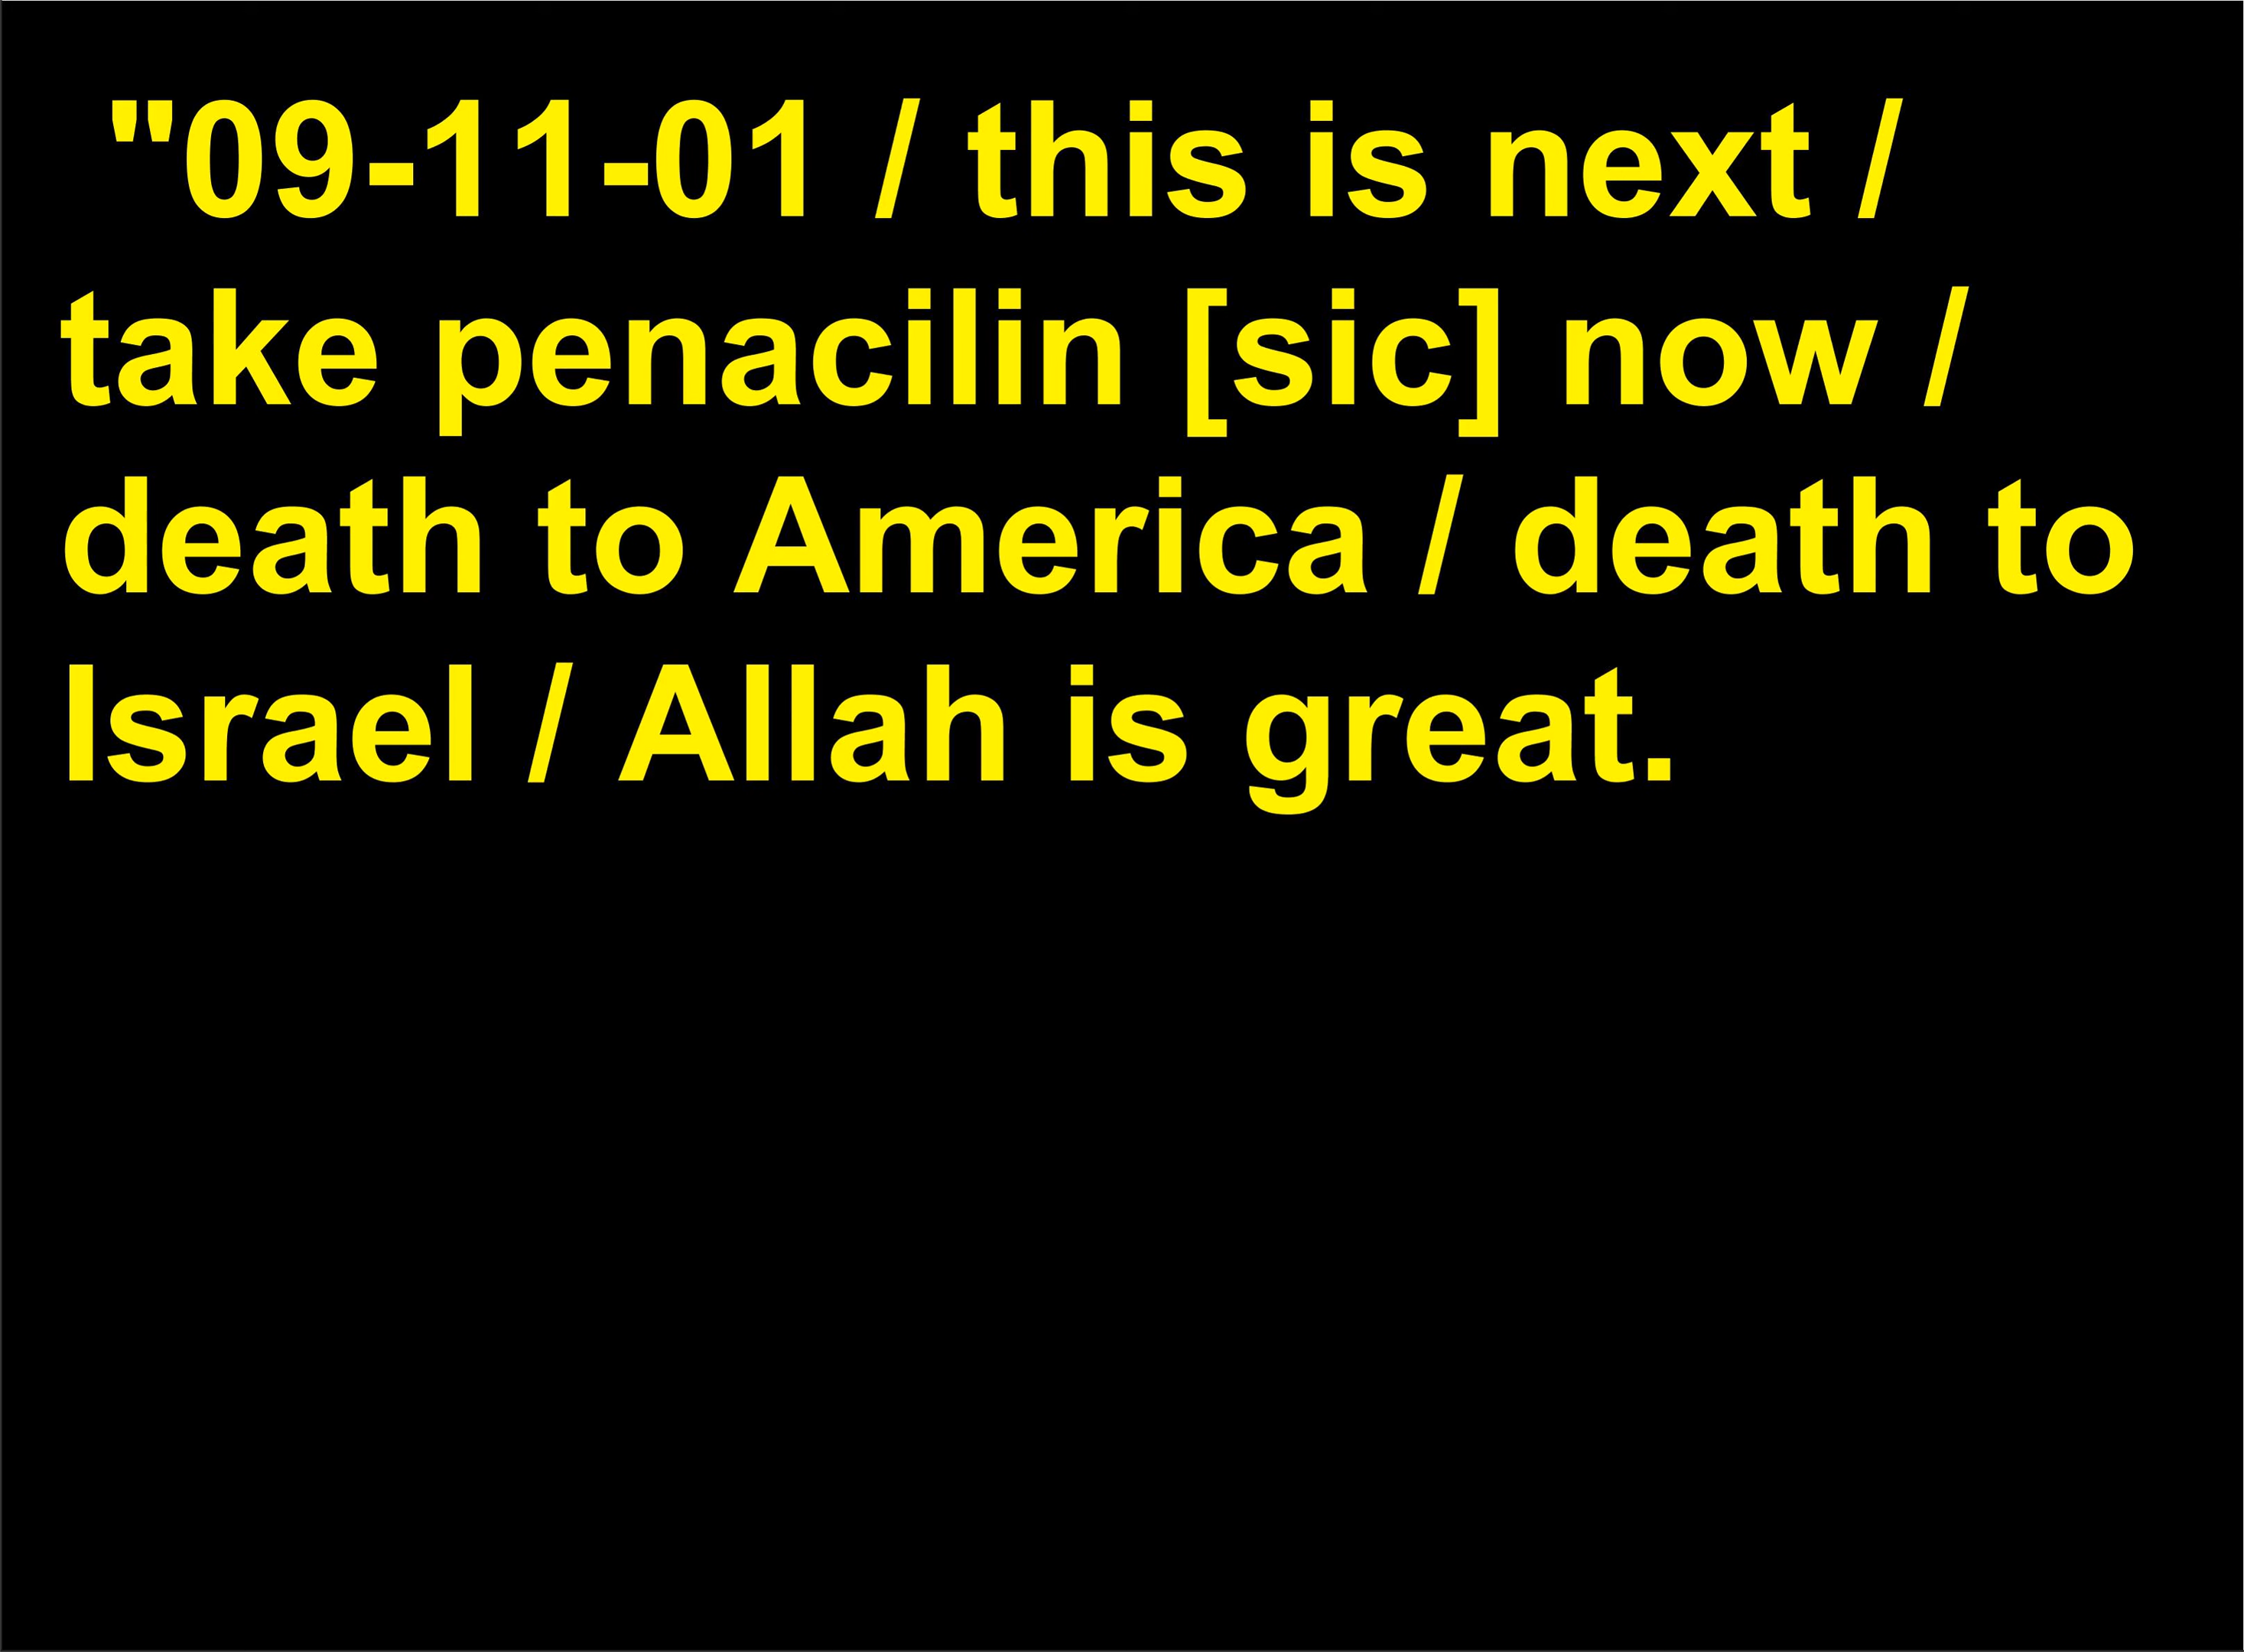 "09-11-01 / this is next /
take penacilin [sic] now /
death to America / death to
Israel / Allah is great.